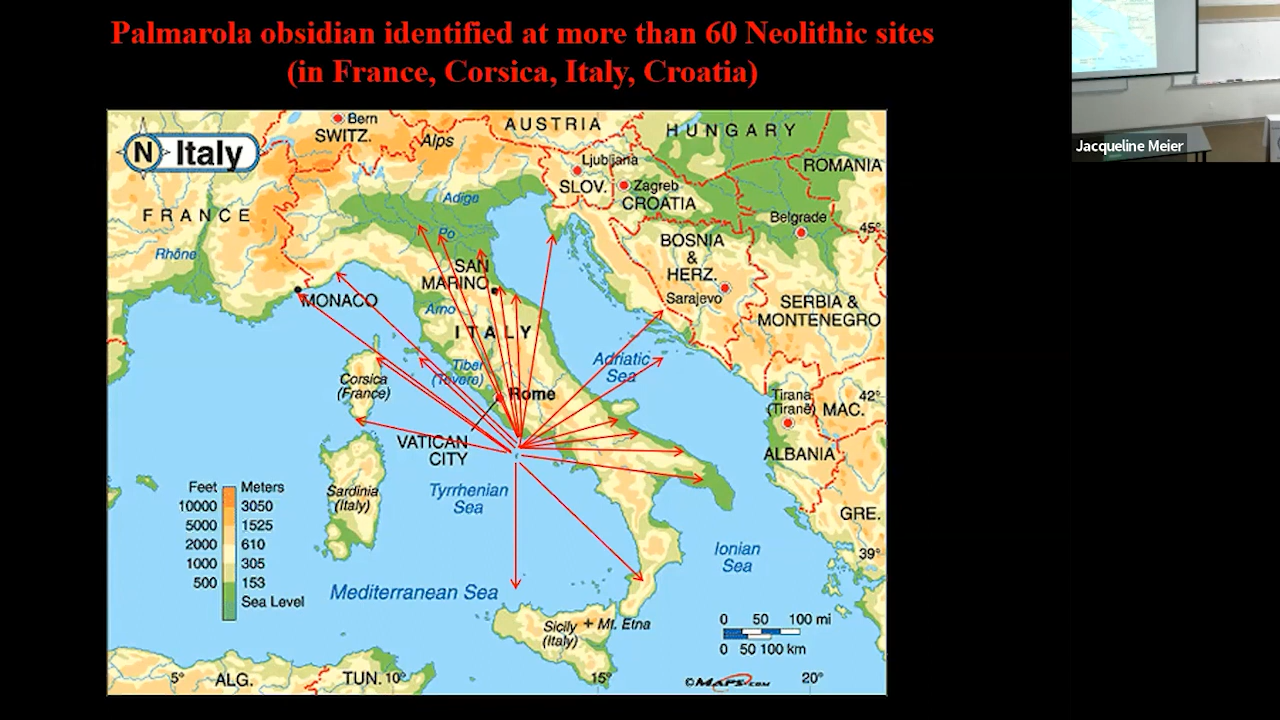 Palmarola obsidian identified at more than 60 Neolithic sites
(in France, Corsica, Italy, Croatia)
Jacqueline Meier
N Italy
Bern
SWITZ.
Alps
AUSTRIA
HUNGARY
ROMANIA
Ljubljana
SLOV.
Zagreb
CROATIA
Adige
FRANCE
Belgrade
45°
Po
BOSNIA
&
HERZ.
Rhône
SAN
MARINO
Sarajevo
MONACO
SERBIA &
MONTENEGRO
Arno
ITALY
Adriatic
Sea
Tiber
(Tevere)
Corsica
(France)
Rome
Tirana
(Tiranë)
MAC.
42°
VATICAN
CITY
ALBANIA
Sardinia
(Italy)
Tyrrhenian
Sea
Feet Meters
10000 3050
5000 1525
2000 610
1000 305
500 153
Sea Level
GRE.
Ionian
Sea
39°
Mediterranean Sea
Sicily
(Italy)
+ Mt. Etna
0 50 100 mi
0 50 100 km
5°
ALG.
TUN.
10°
15°
20°
©MAPS.COM